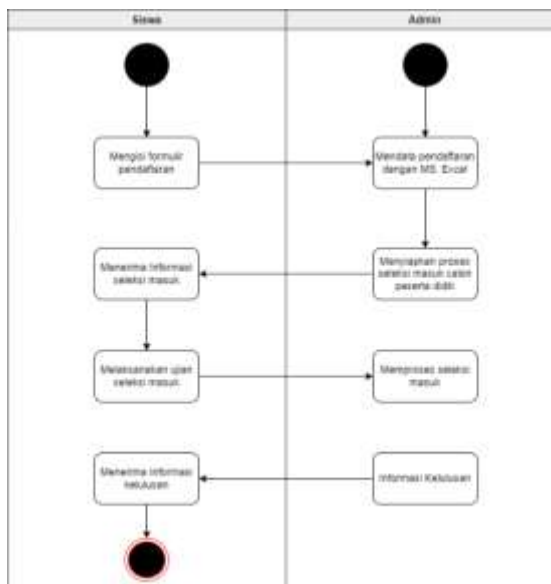 Siswa
Admin
Mengisi formulir
pendaftaran
Mendata pendaftaran
dengan MS. Excel
Menerima Informasi
seleksi masuk
Menyiapkan proses
seleksi masuk calon
peserta didik
Melaksanakan ujian
seleksi masuk
Memproses seleksi
masuk
Menerima informasi
kelulusan
Informasi Kelulusan